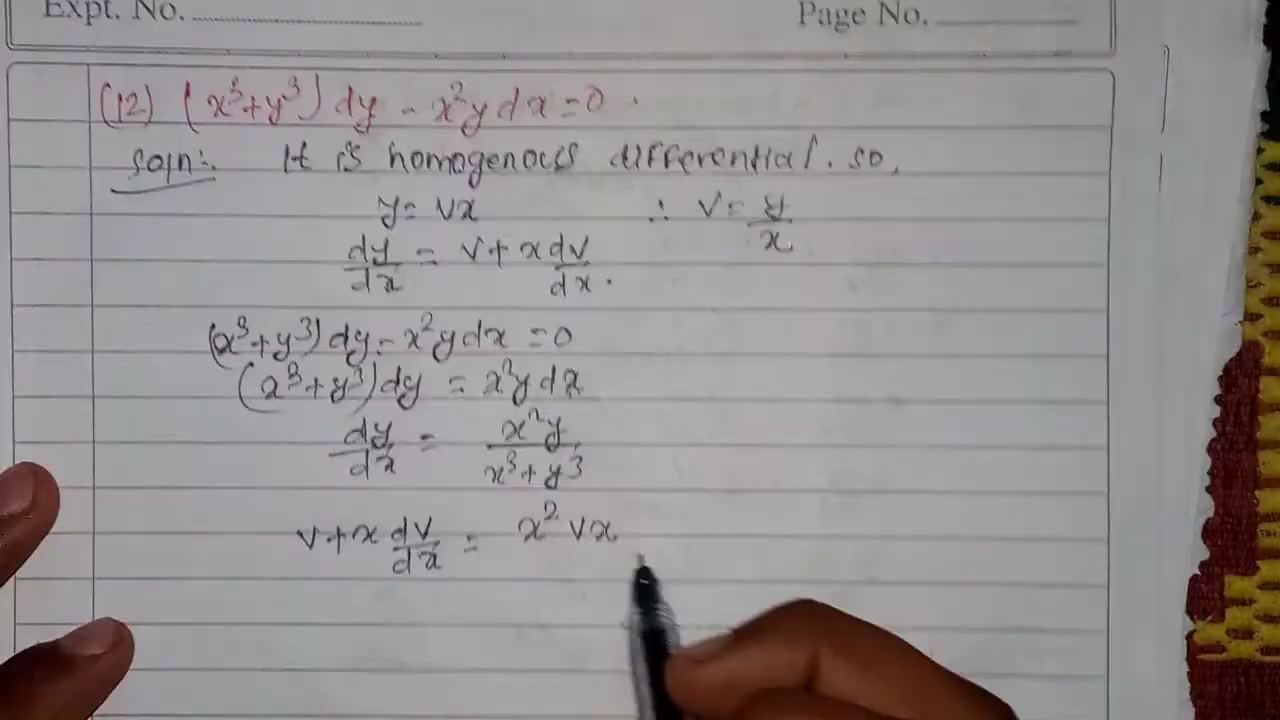 Expt. No.
Page No.
(12) (x³+y³) dy - x²y dx = 0.
Soln:. It is homogenous differential. so,
y = vx ∴ v = y/x
dy/dx = v + x dv/dx.
(x³+y³) dy - x²y dx = 0
(x³+y³) dy = x²y dx
dy/dx = x²y/x³+y³
v + x dv/dx = x² vx